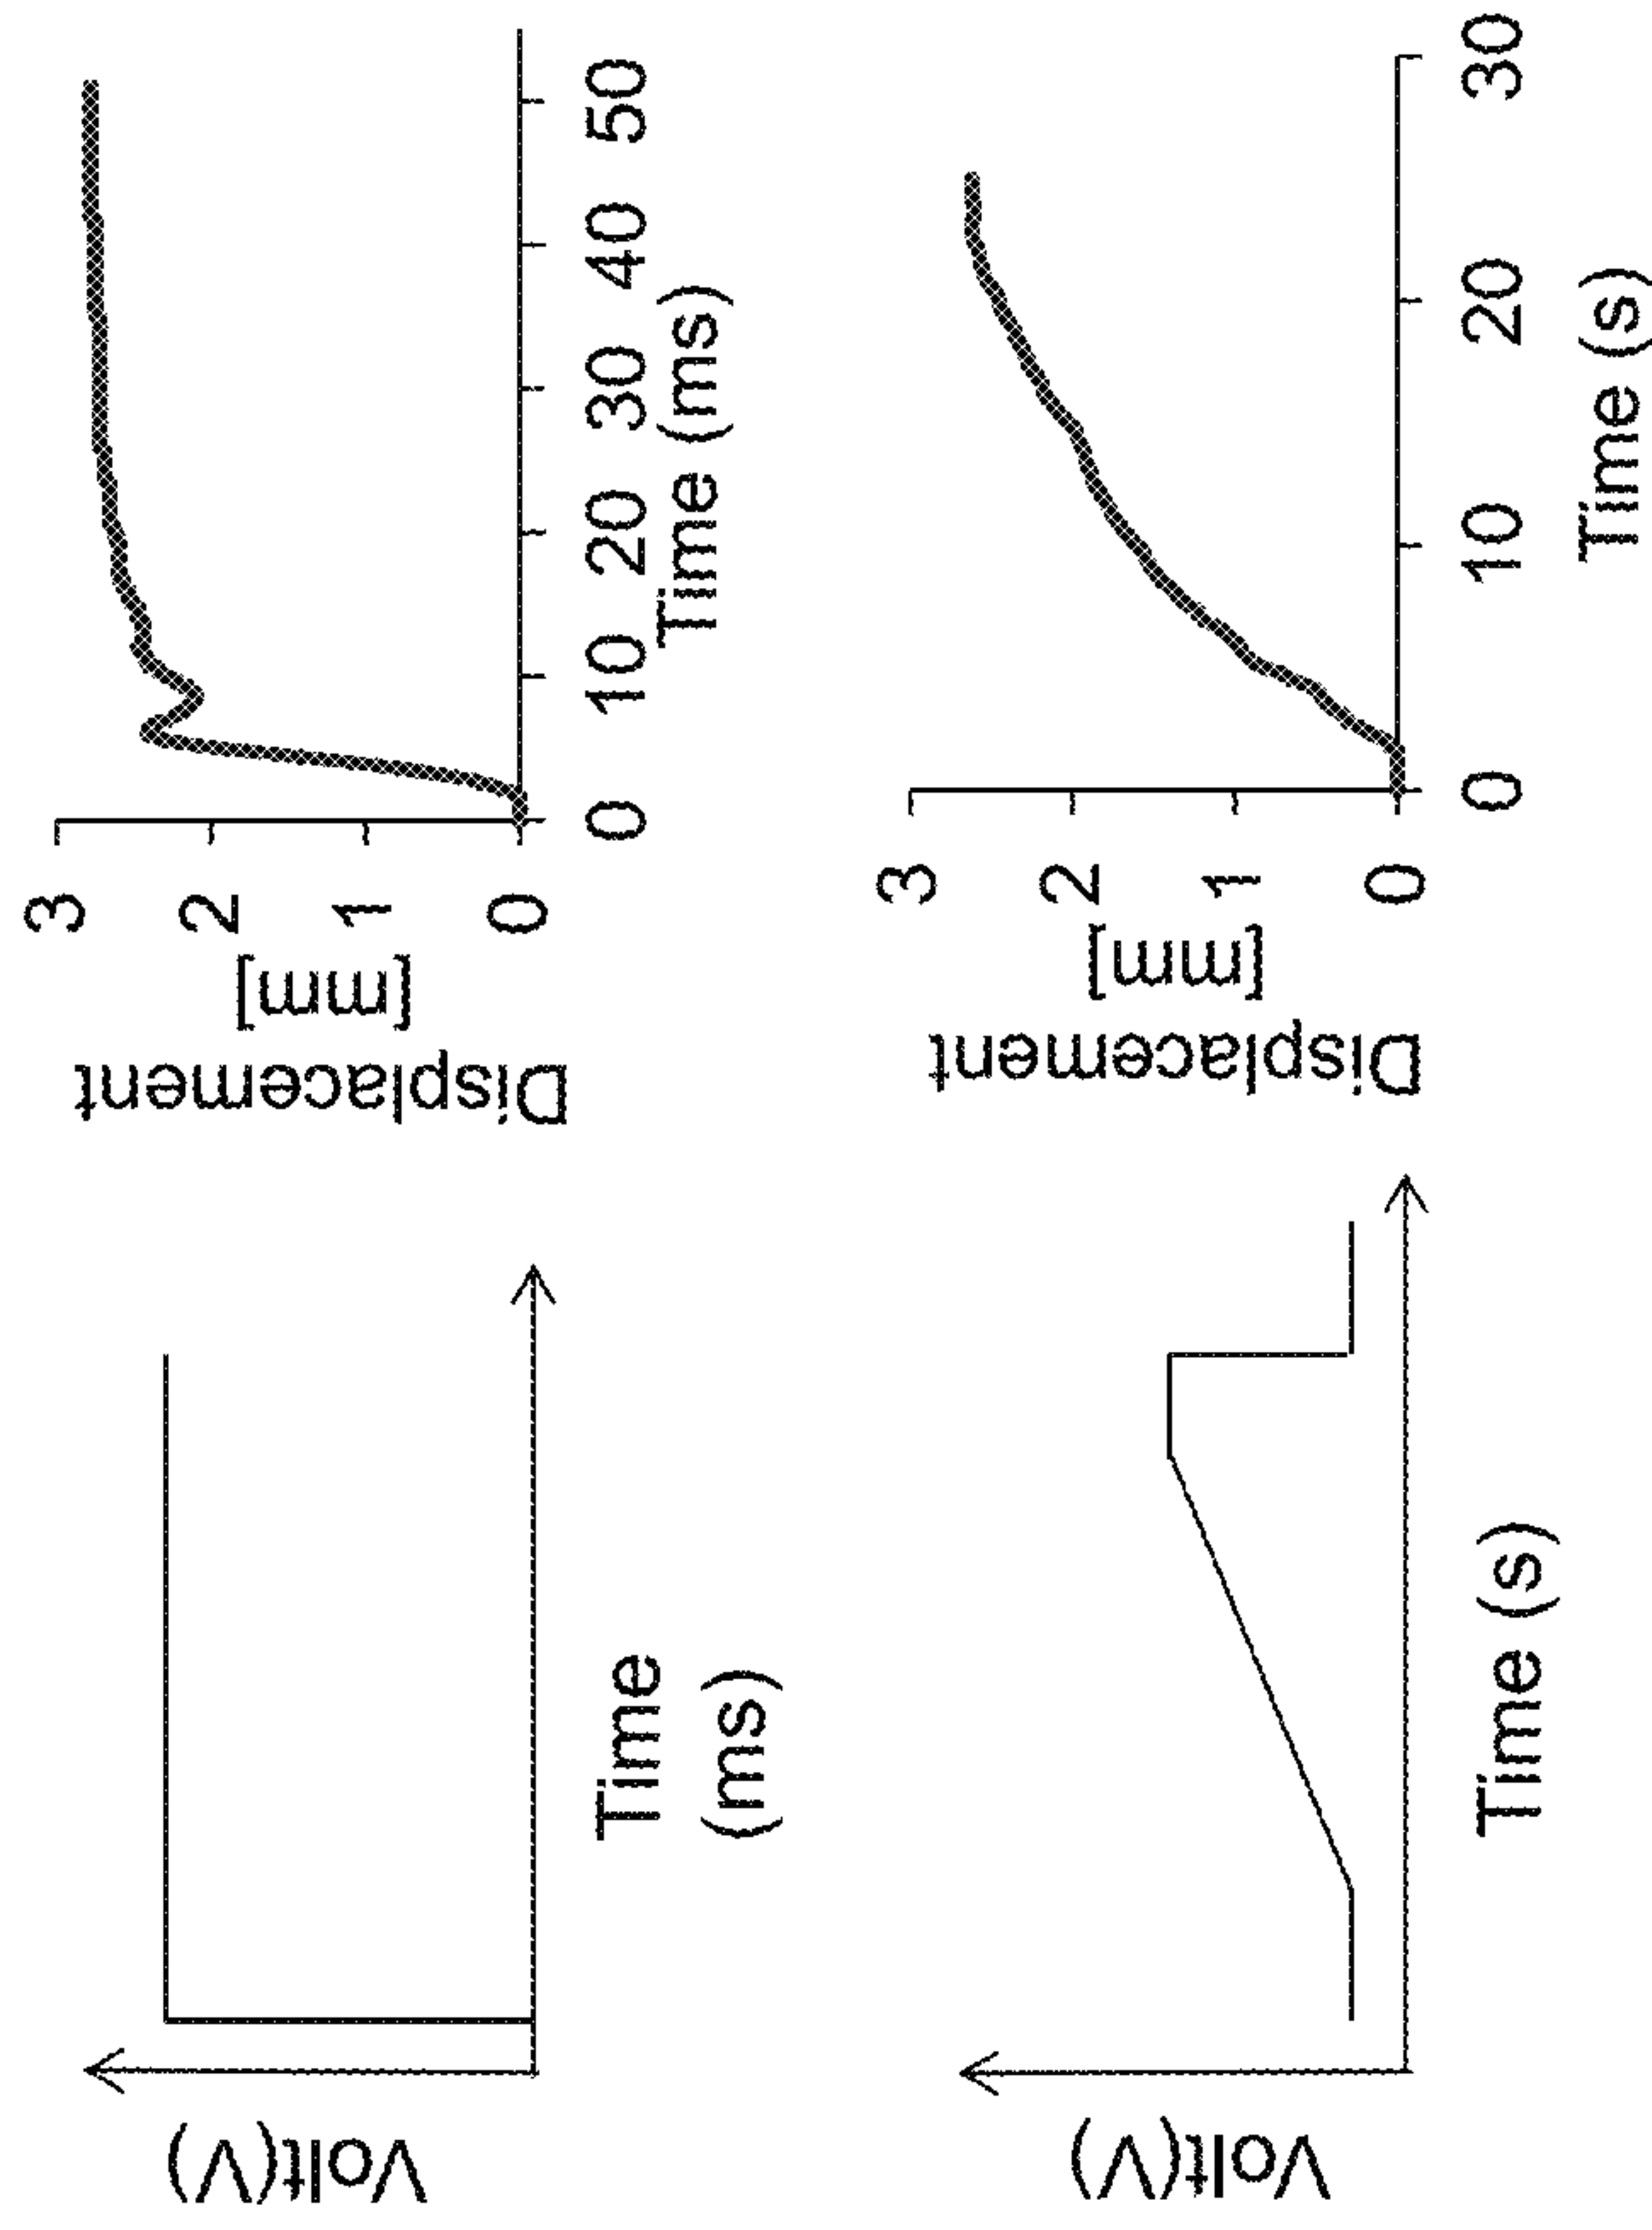 Volt(V)
Time
(ms)
Displacement
[mm]
3
2
1
0
0 10 20 30 40 50
Time (ms)
Volt(V)
Time (s)
Displacement
[mm]
3
2
1
0
0 10 20 30
Time (s)